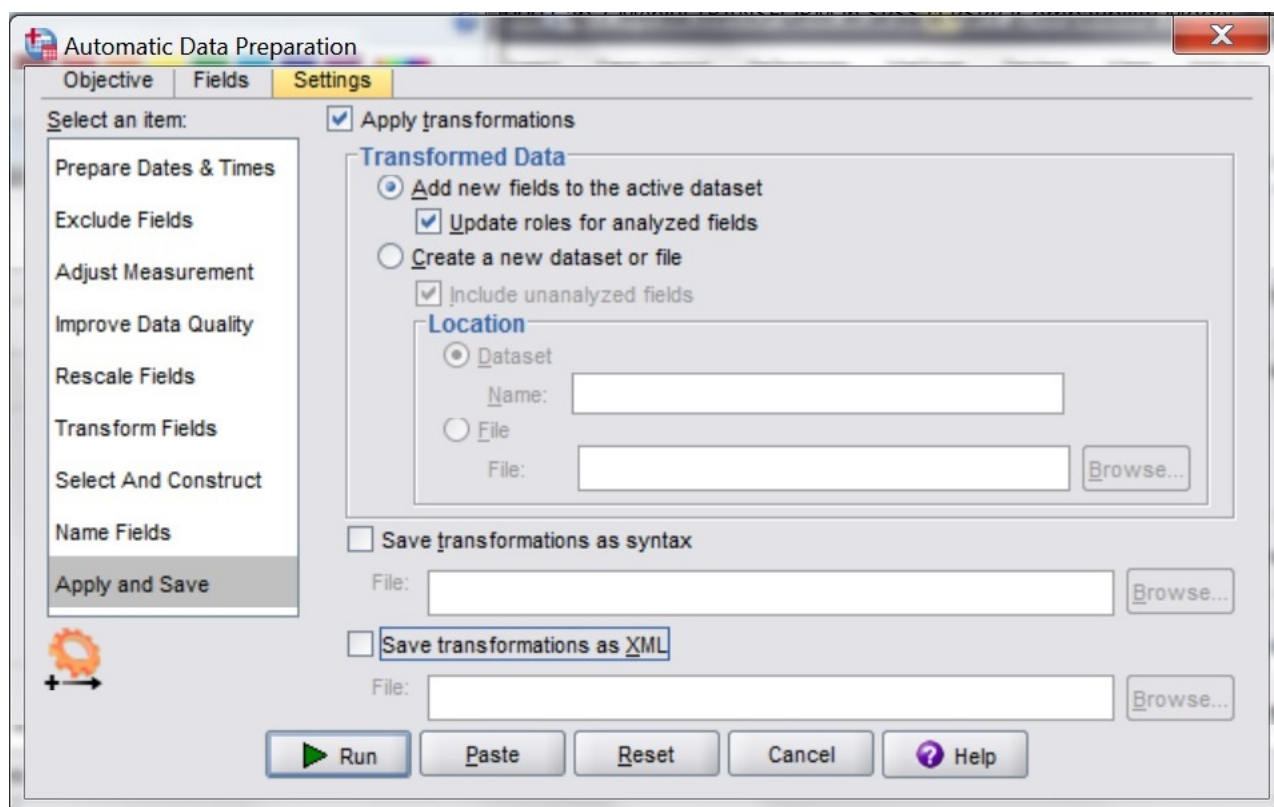 Automatic Data Preparation
X
Objective Fields Settings
Select an item:
Prepare Dates & Times
Exclude Fields
Adjust Measurement
Improve Data Quality
Rescale Fields
Transform Fields
Select And Construct
Name Fields
Apply and Save
Apply transformations
Transformed Data
Add new fields to the active dataset
Update roles for analyzed fields
Create a new dataset or file
Include unanalyzed fields
Location
Dataset
Name:
File
File: Browse...
Save transformations as syntax
File: Browse...
Save transformations as XML
File: Browse...
Run Paste Reset Cancel ? Help